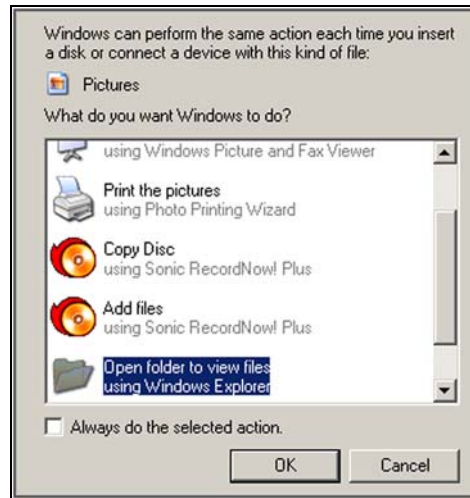 Windows can perform the same action each time you insert
a disk or connect a device with this kind of file:
Pictures
What do you want Windows to do?
using Windows Picture and Fax Viewer
Print the pictures
using Photo Printing Wizard
Copy Disc
using Sonic RecordNow! Plus
Add files
using Sonic RecordNow! Plus
Open folder to view files
using Windows Explorer
Always do the selected action.
OK
Cancel